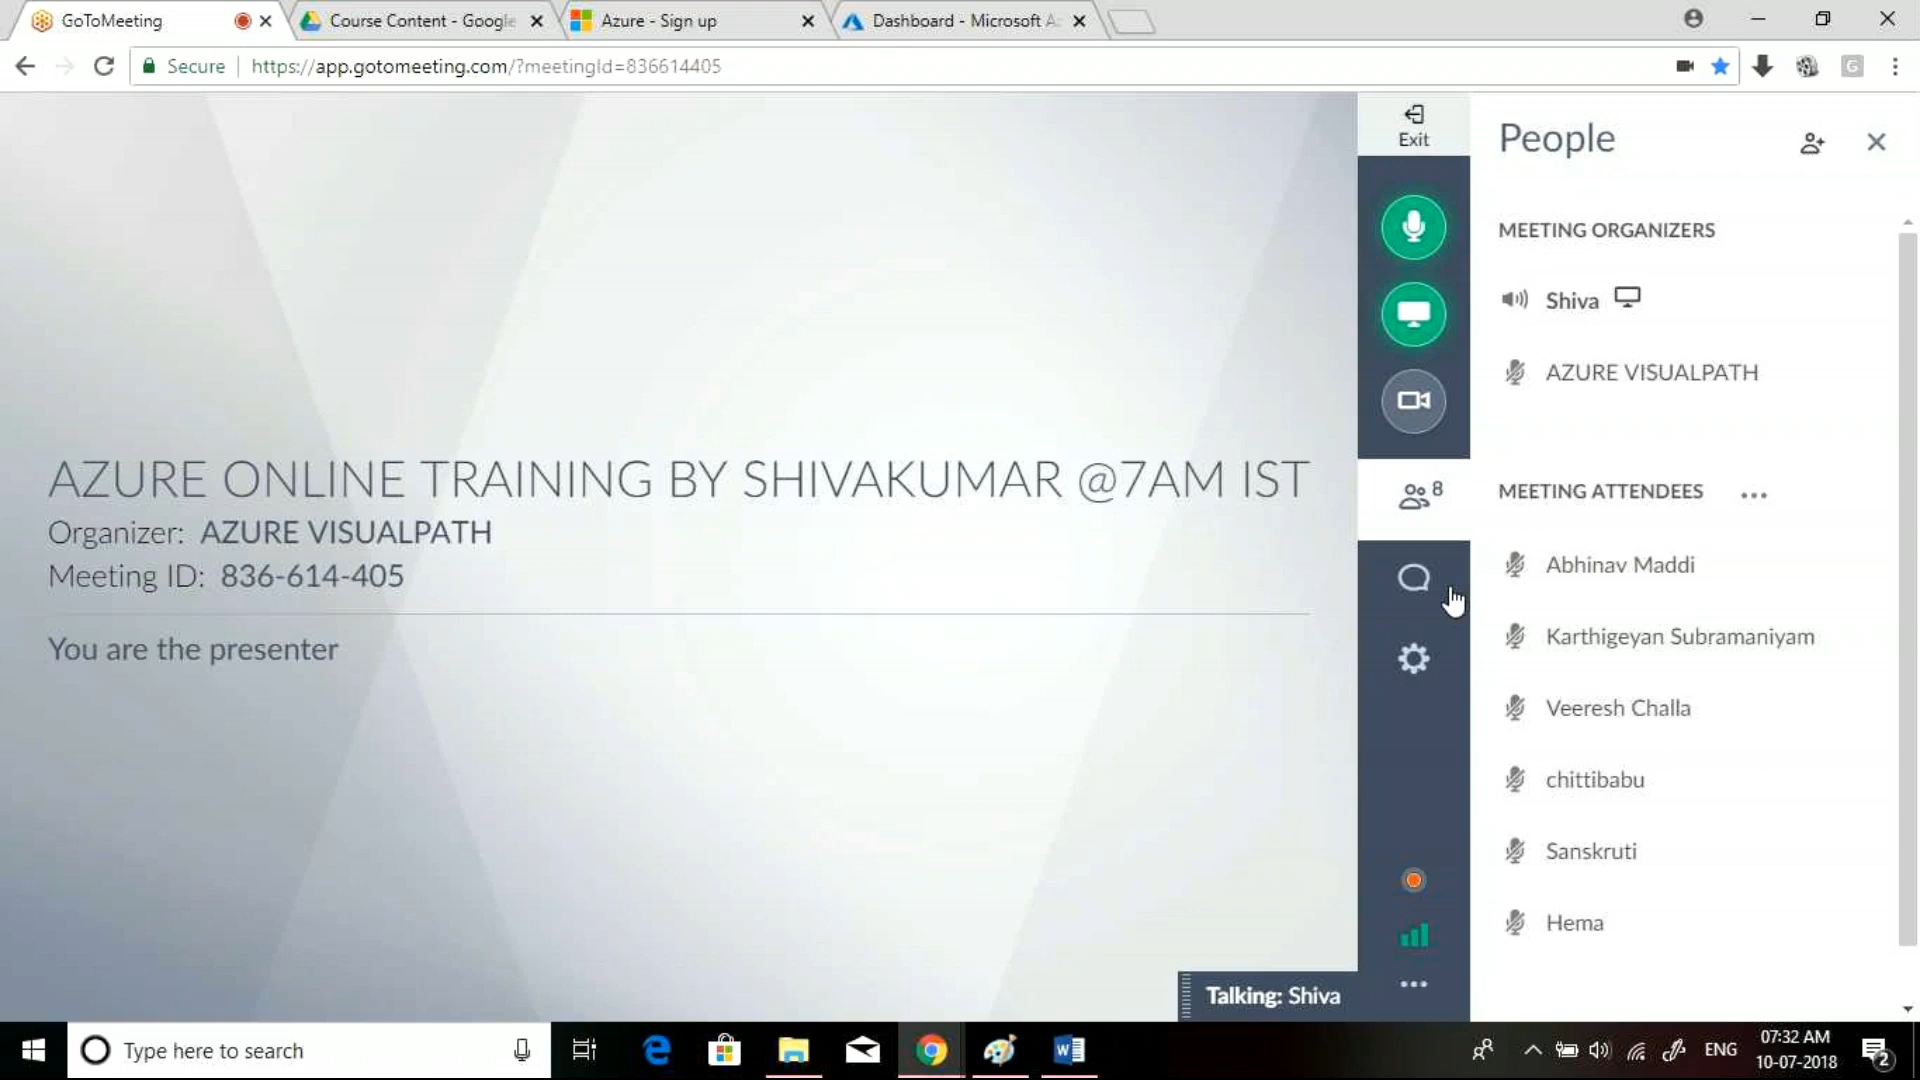 GoToMeeting
Course Content - Google
Azure - Sign up
Dashboard - Microsoft A
Secure
https://app.gotomeeting.com/?meetingId=836614405
G
Exit
People
MEETING ORGANIZERS
Shiva
AZURE VISUALPATH
AZURE ONLINE TRAINING BY SHIVAKUMAR @7AM IST
Organizer: AZURE VISUALPATH
Meeting ID: 836-614-405
You are the presenter
8
MEETING ATTENDEES
Abhinav Maddi
Karthigeyan Subramaniyam
Veeresh Challa
chittibabu
Sanskruti
Hema
Talking: Shiva
Type here to search
ENG
07:32 AM
10-07-2018
2